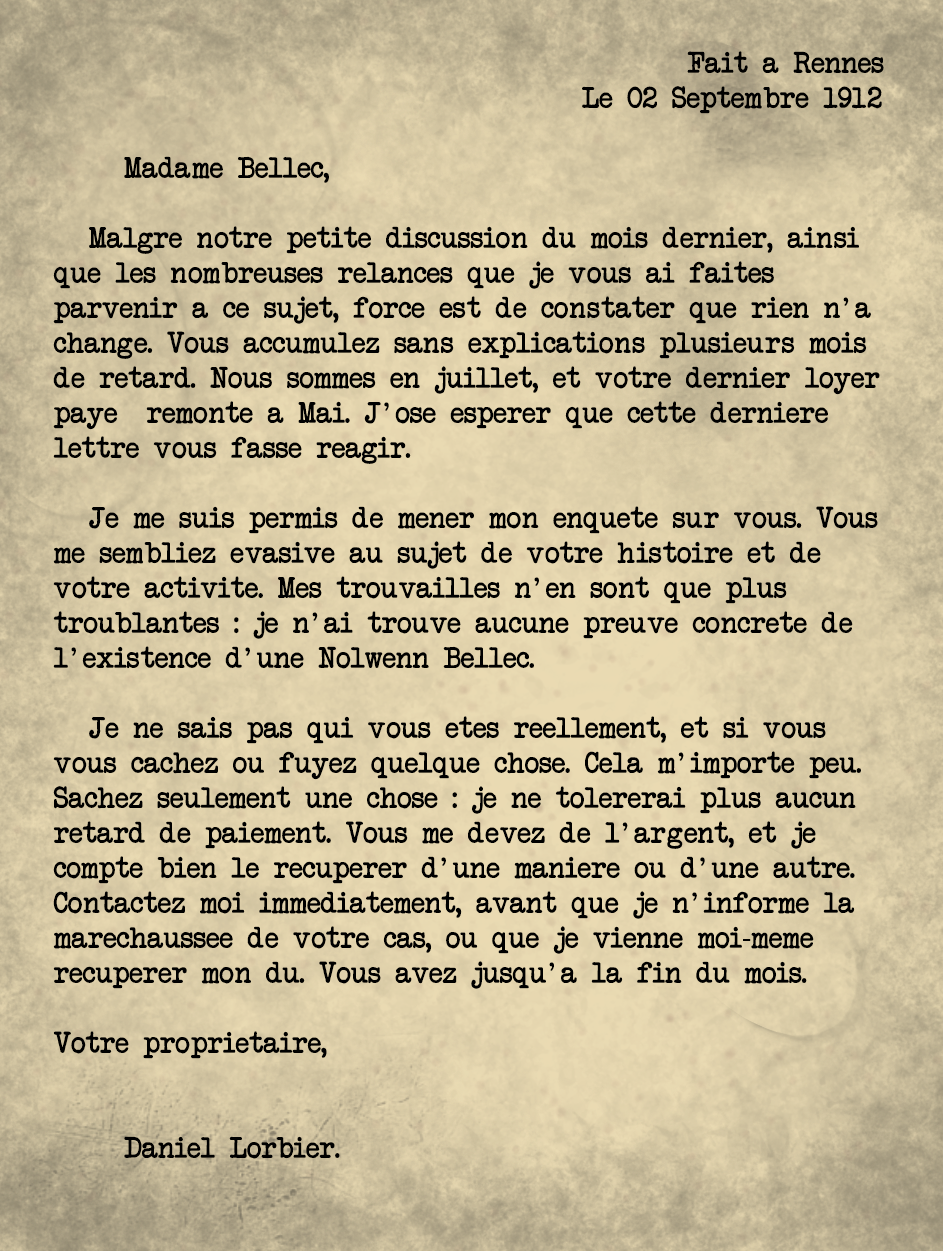 Fait a Rennes
Le 02 Septembre 1912
Madame Bellec,
Malgre notre petite discussion du mois dernier, ainsi
que les nombreuses relances que je vous ai faites
parvenir a ce sujet, force est de constater que rien n'a
change. Vous accumulez sans explications plusieurs mois
de retard. Nous sommes en juillet, et votre dernier loyer
paye  remonte a Mai. J'ose esperer que cette derniere
lettre vous fasse reagir.
Je me suis permis de mener mon enquete sur vous. Vous
me sembliez evasive au sujet de votre histoire et de
votre activite. Mes trouvailles n'en sont que plus
troublantes : je n'ai trouve aucune preuve concrete de
l'existence d'une Nolwenn Bellec.
Je ne sais pas qui vous etes reellement, et si vous
vous cachez ou fuyez quelque chose. Cela m'importe peu.
Sachez seulement une chose : je ne tolererai plus aucun
retard de paiement. Vous me devez de l'argent, et je
compte bien le recuperer d'une maniere ou d'une autre.
Contactez moi immediatement, avant que je n'informe la
marechaussee de votre cas, ou que je vienne moi-meme
recuperer mon du. Vous avez jusqu'a la fin du mois.
Votre proprietaire,
Daniel Lorbier.